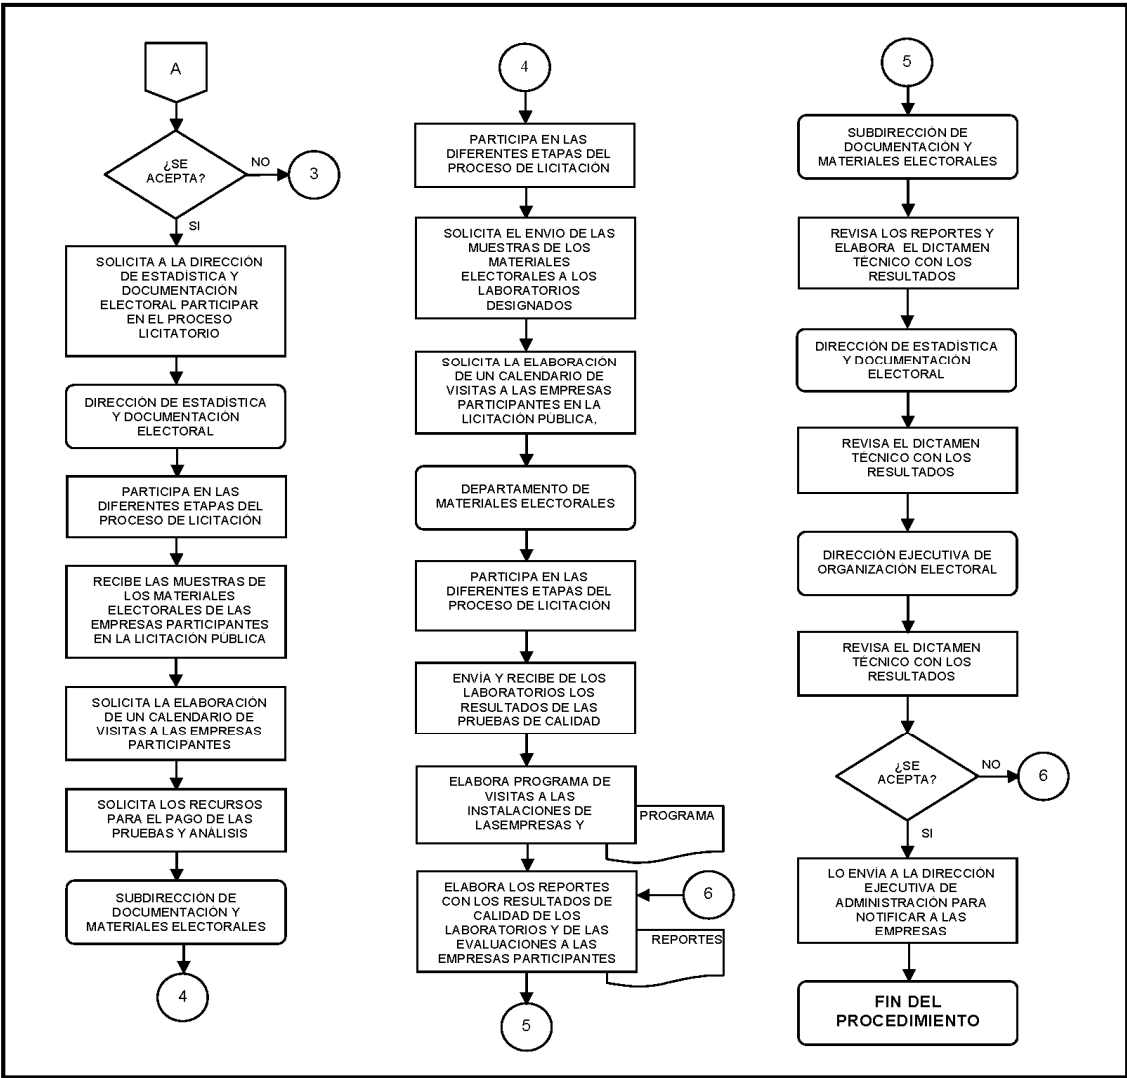 A
¿SE
ACEPTA?
NO
3
SI
SOLICITA A LA DIRECCIÓN
DE ESTADÍSTICA Y
DOCUMENTACIÓN
ELECTORAL PARTICIPAR
EN EL PROCESO
LICITATORIO
DIRECCIÓN DE ESTADÍSTICA
Y DOCUMENTACIÓN
ELECTORAL
PARTICIPA EN LAS
DIFERENTES ETAPAS DEL
PROCESO DE LICITACIÓN
RECIBE LAS MUESTRAS DE
LOS MATERIALES
ELECTORALES DE LAS
EMPRESAS PARTICIPANTES
EN LA LICITACIÓN PÚBLICA
SOLICITA LA ELABORACIÓN
DE UN CALENDARIO DE
VISITAS A LAS EMPRESAS
PARTICIPANTES
SOLICITA LOS RECURSOS
PARA EL PAGO DE LAS
PRUEBAS Y ANÁLISIS
SUBDIRECCIÓN DE
DOCUMENTACIÓN Y
MATERIALES ELECTORALES
4
4
PARTICIPA EN LAS
DIFERENTES ETAPAS DEL
PROCESO DE LICITACIÓN
SOLICITA EL ENVIO DE LAS
MUESTRAS DE LOS
MATERIALES
ELECTORALES A LOS
LABORATORIOS
DESIGNADOS
SOLICITA LA ELABORACIÓN
DE UN CALENDARIO DE
VISITAS A LAS EMPRESAS
PARTICIPANTES EN LA
LICITACIÓN PÚBLICA,
DEPARTAMENTO DE
MATERIALES ELECTORALES
PARTICIPA EN LAS
DIFERENTES ETAPAS DEL
PROCESO DE LICITACIÓN
ENVÍA Y RECIBE DE LOS
LABORATORIOS LOS
RESULTADOS DE LAS
PRUEBAS DE CALIDAD
ELABORA PROGRAMA DE
VISITAS A LAS
INSTALACIONES DE
LASEMPRESAS Y
PROGRAMA
ELABORA LOS REPORTES
CON LOS RESULTADOS DE
CALIDAD DE LOS
LABORATORIOS Y DE LAS
EVALUACIONES A LAS
EMPRESAS PARTICIPANTES
6
REPORTES
5
5
SUBDIRECCIÓN DE
DOCUMENTACIÓN Y
MATERIALES ELECTORALES
REVISA LOS REPORTES Y
ELABORA EL DICTAMEN
TÉCNICO CON LOS
RESULTADOS
DIRECCIÓN DE ESTADÍSTICA
Y DOCUMENTACIÓN
ELECTORAL
REVISA EL DICTAMEN
TÉCNICO CON LOS
RESULTADOS
DIRECCIÓN EJECUTIVA DE
ORGANIZACIÓN ELECTORAL
REVISA EL DICTAMEN
TÉCNICO CON LOS
RESULTADOS
¿SE
ACEPTA?
NO
6
SI
LO ENVÍA A LA DIRECCIÓN
EJECUTIVA DE
ADMINISTRACIÓN PARA
NOTIFICAR A LAS
EMPRESAS
FIN DEL
PROCEDIMIENTO